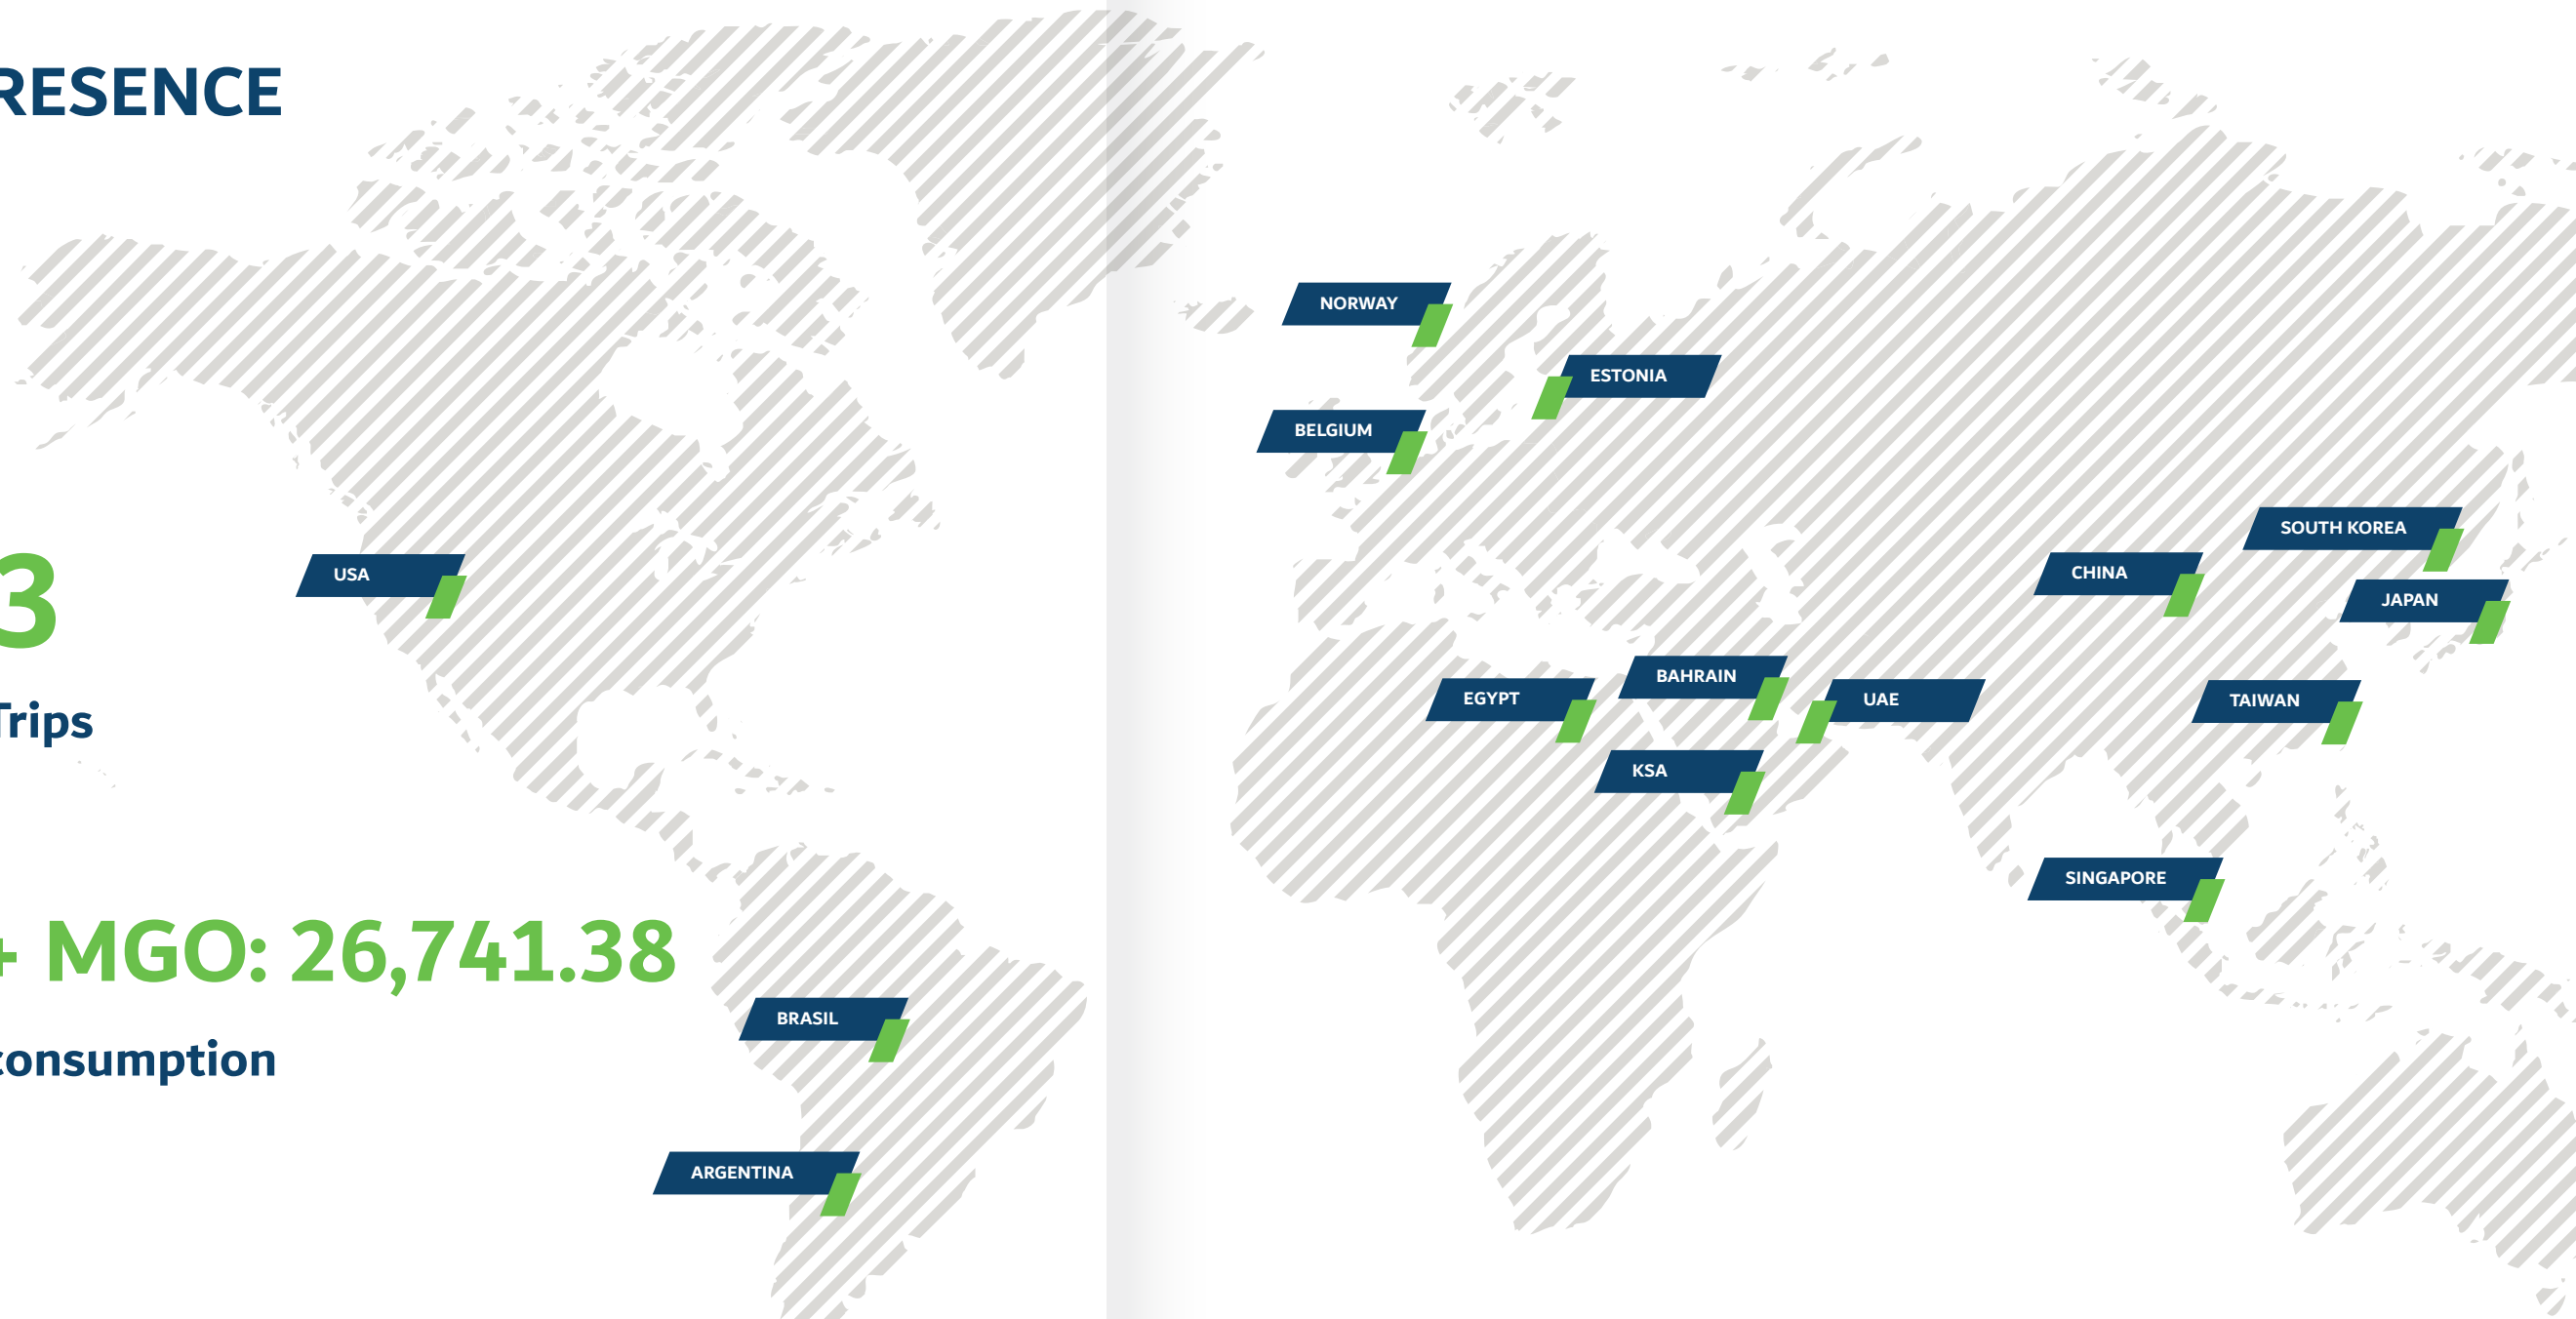 RESENCE
3
Trips
+ MGO: 26,741.38
consumption
USA
BRASIL
ARGENTINA
NORWAY
ESTONIA
BELGIUM
SOUTH KOREA
CHINA
JAPAN
BAHRAIN
EGYPT
UAE
TAIWAN
KSA
SINGAPORE